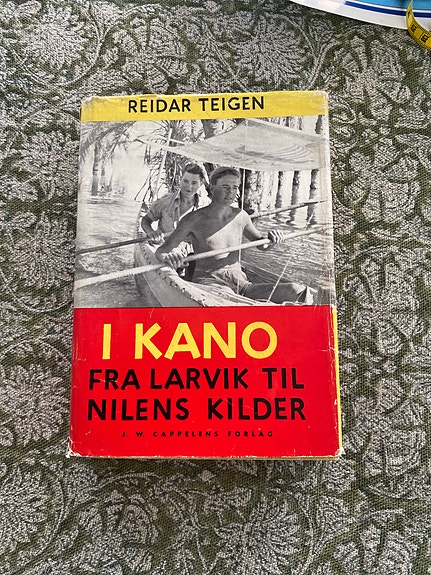 REIDAR TEIGEN
I KANO
FRA LARVIK TIL
NILENS KILDER
J. W. CAPPELENS FORLAG